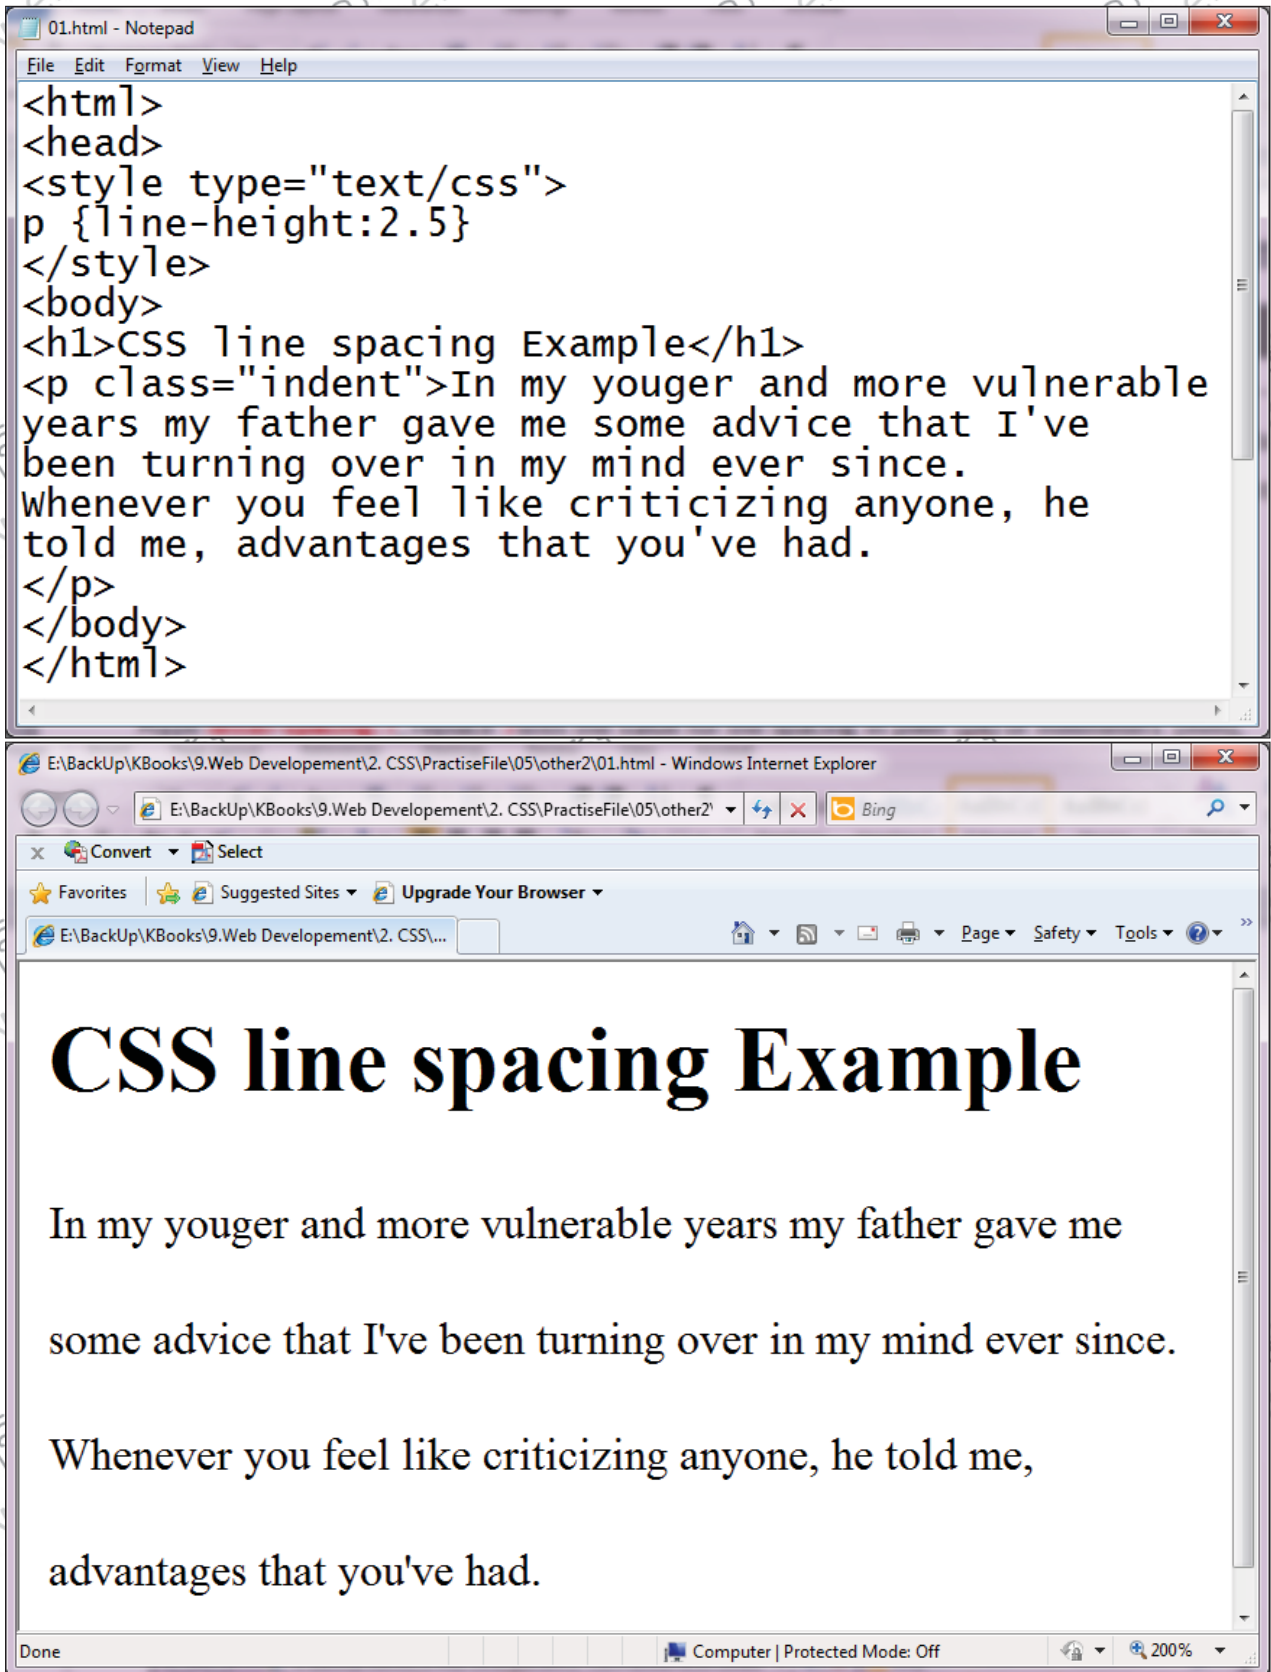 01.html - Notepad
File Edit Format View Help
<html>
<head>
<style type="text/css">
p {line-height:2.5}
</style>
<body>
<h1>CSS line spacing Example</h1>
<p class="indent">In my youger and more vulnerable
years my father gave me some advice that I've
been turning over in my mind ever since.
Whenever you feel like criticizing anyone, he
told me, advantages that you've had.
</p>
</body>
</html>
E:\BackUp\KBooks\9.Web Developement\2. CSS\PractiseFile\05\other2\01.html - Windows Internet Explorer
E:\BackUp\KBooks\9.Web Developement\2. CSS\PractiseFile\05\other2\ Bing
x Convert Select
Favorites Suggested Sites Upgrade Your Browser
E:\BackUp\KBooks\9.Web Developement\2. CSS\... Page Safety Tools
CSS line spacing Example
In my youger and more vulnerable years my father gave me
some advice that I've been turning over in my mind ever since.
Whenever you feel like criticizing anyone, he told me,
advantages that you've had.
Done Computer | Protected Mode: Off 200%